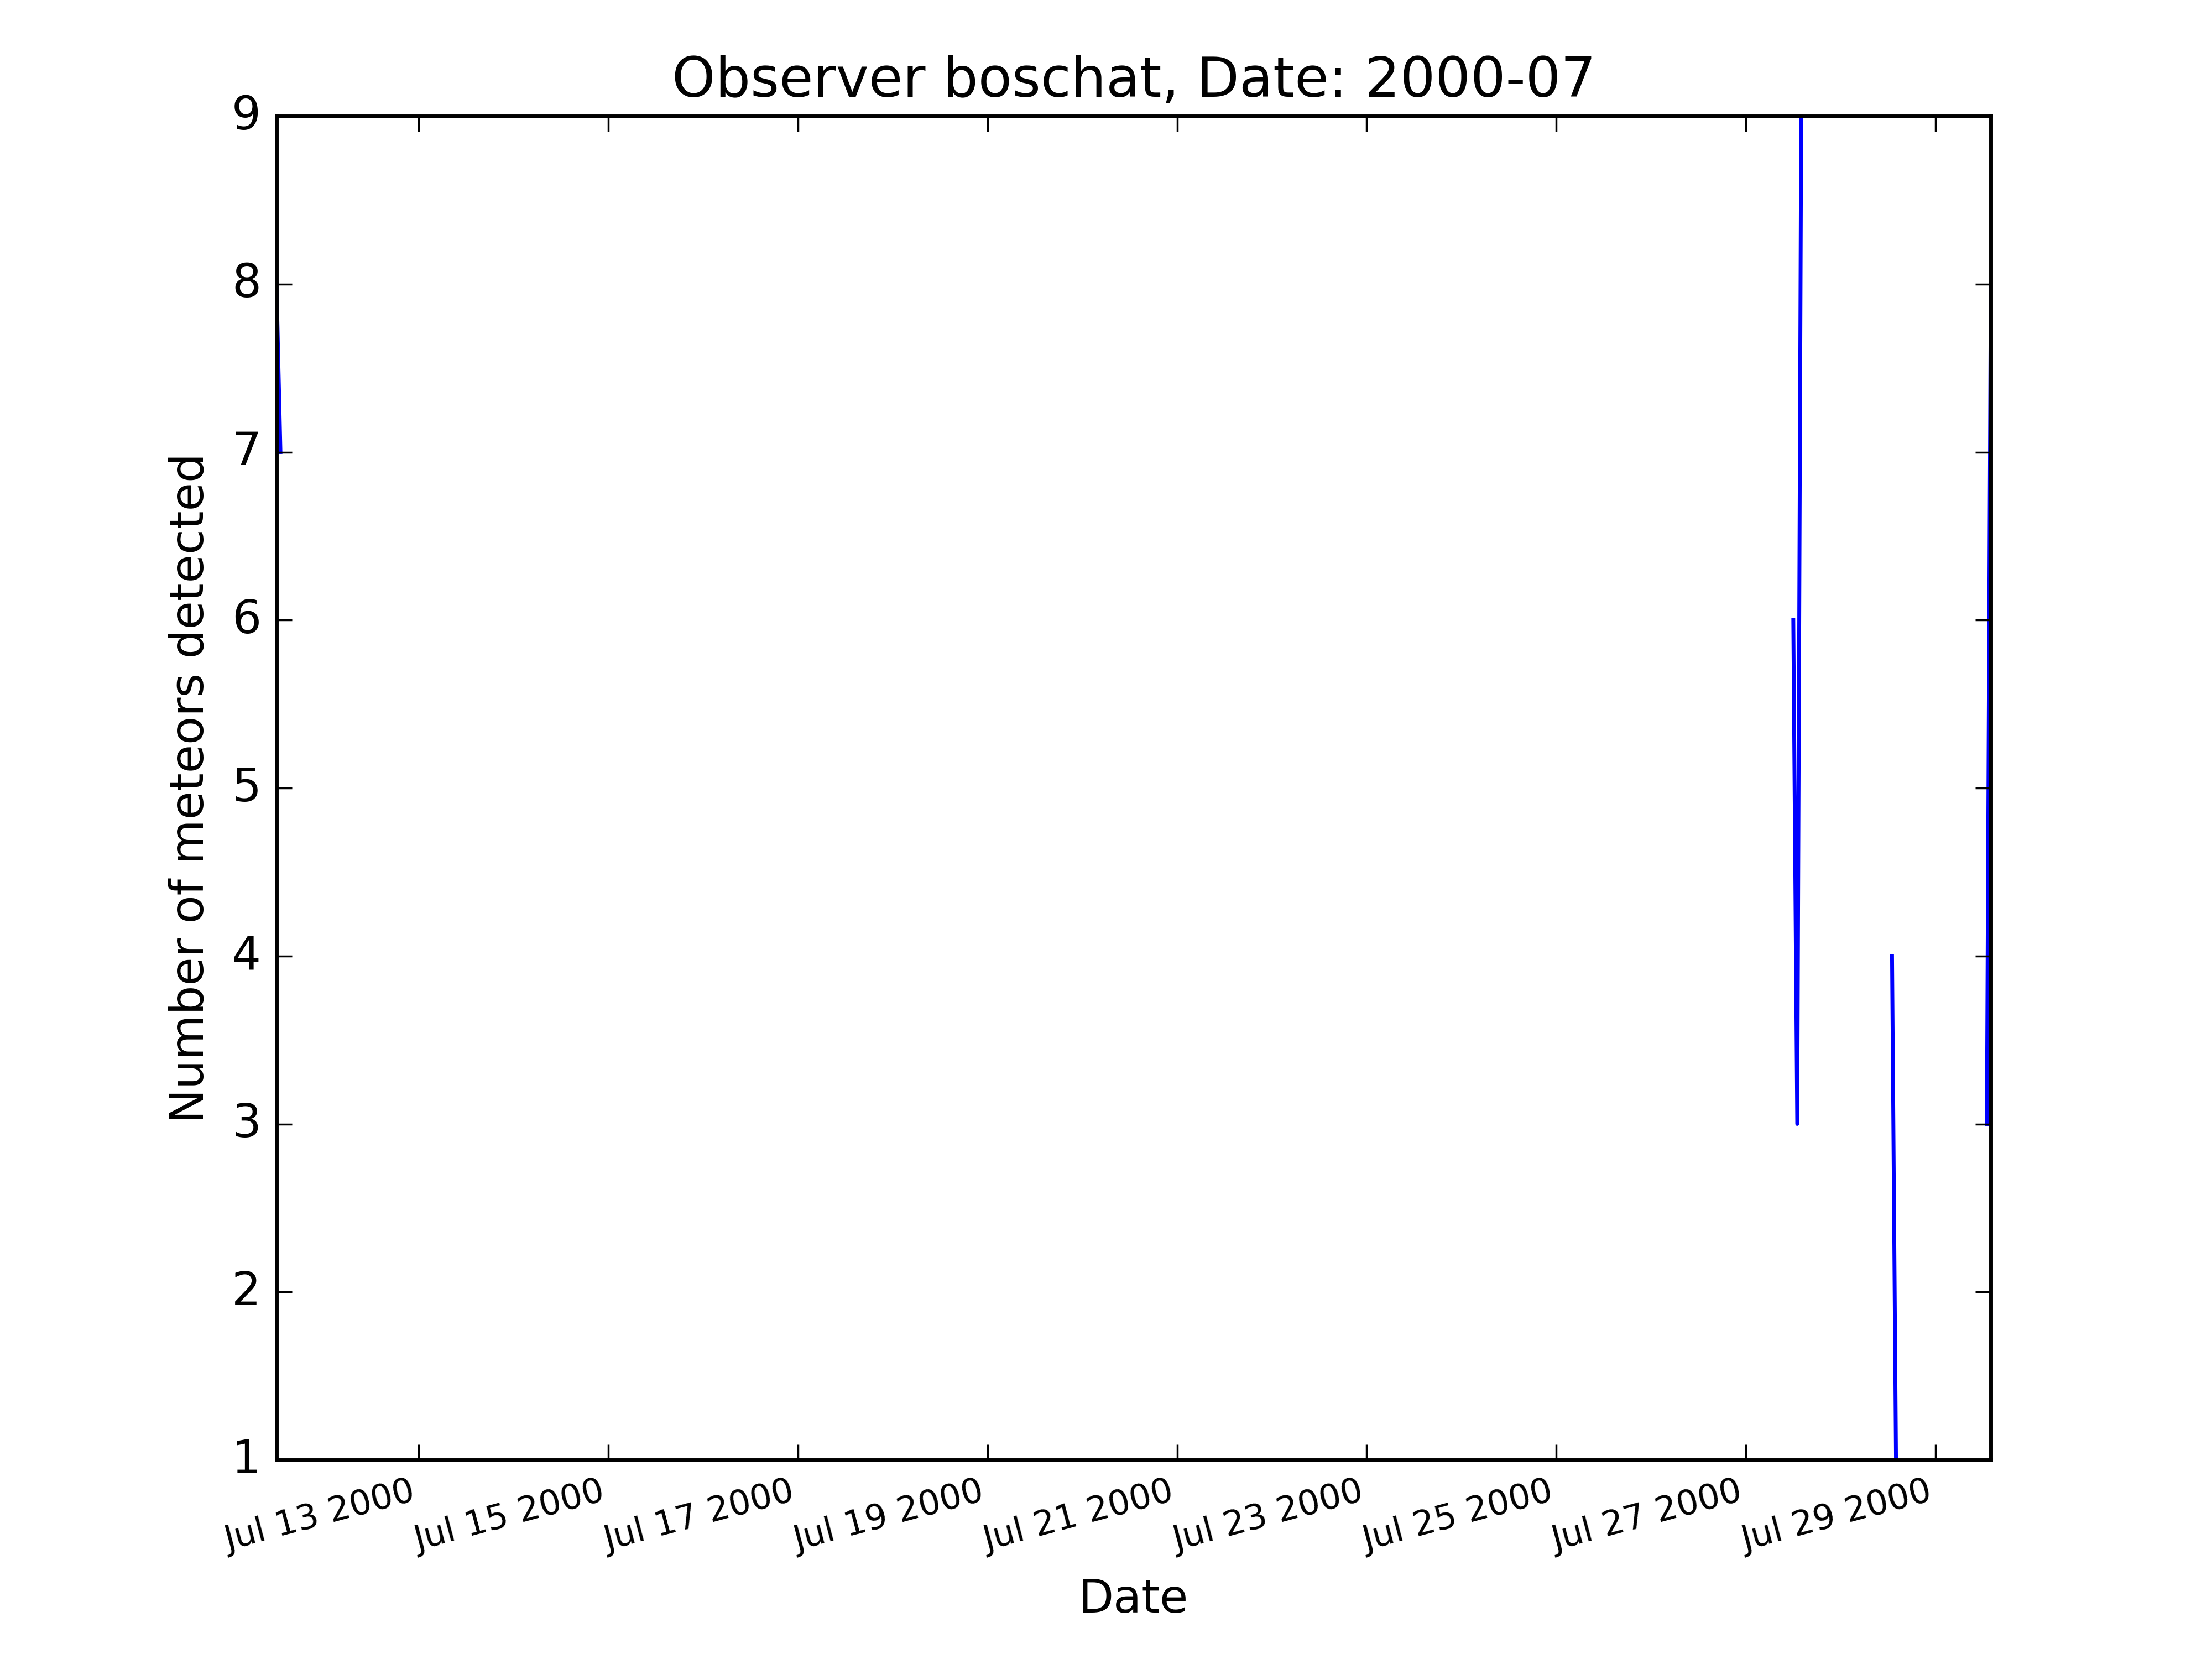 Observer boschat, Date: 2000-07
9
8
7
6
5
4
3
2
1
Number of meteors detected
Jul 13 2000
Jul 15 2000
Jul 17 2000
Jul 19 2000
Jul 21 2000
Jul 23 2000
Jul 25 2000
Jul 27 2000
Jul 29 2000
Date